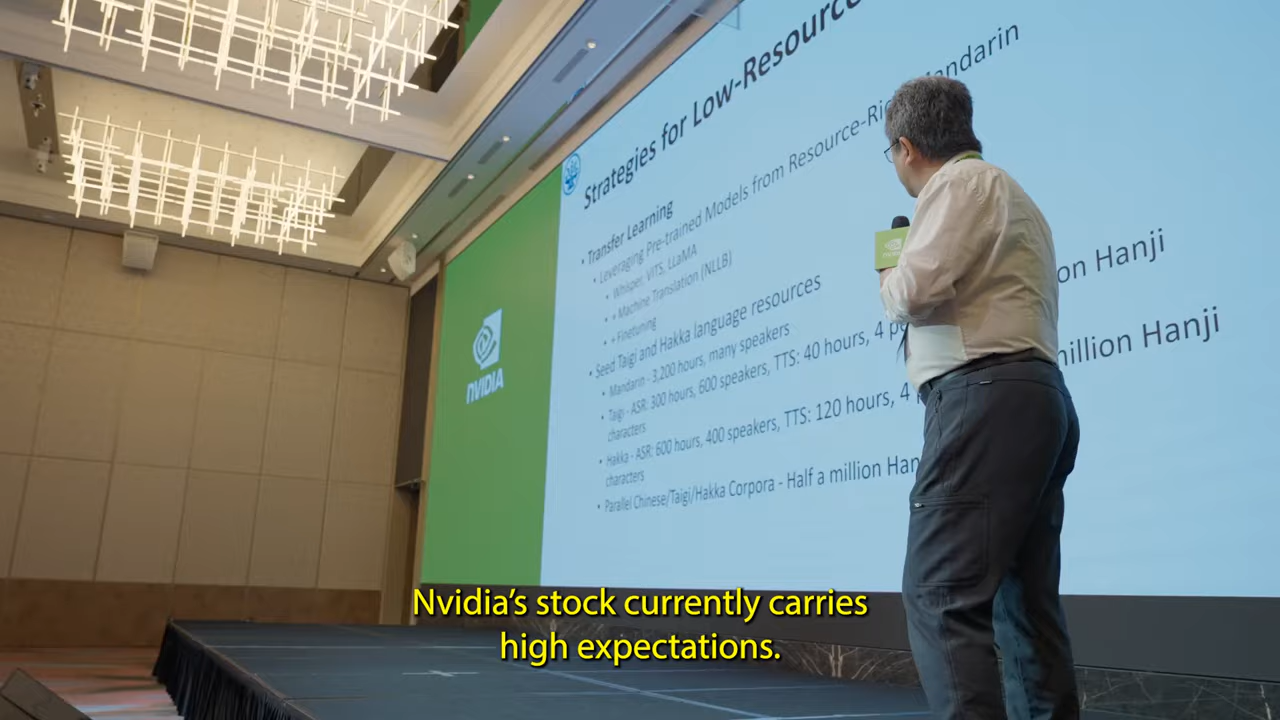 Strategies for Low-Resource
• Transfer Learning
• Leveraging Pre-trained Models from Resource-Rich Mandarin
• Whisper, VITS, LLaMA
• + Machine Translation (NLLB)
• + Finetuning
• Seed Taigi and Hakka language resources
• Mandarin - 3,200 hours, many speakers
• Taigi - ASR: 300 hours, 600 speakers, TTS: 40 hours, 4 on Hanji
characters
• Hakka - ASR: 600 hours, 400 speakers, TTS: 120 hours, 4 million Hanji
characters
• Parallel Chinese/Taigi/Hakka Corpora - Half a million
NVIDIA
Nvidia's stock currently carries
high expectations.